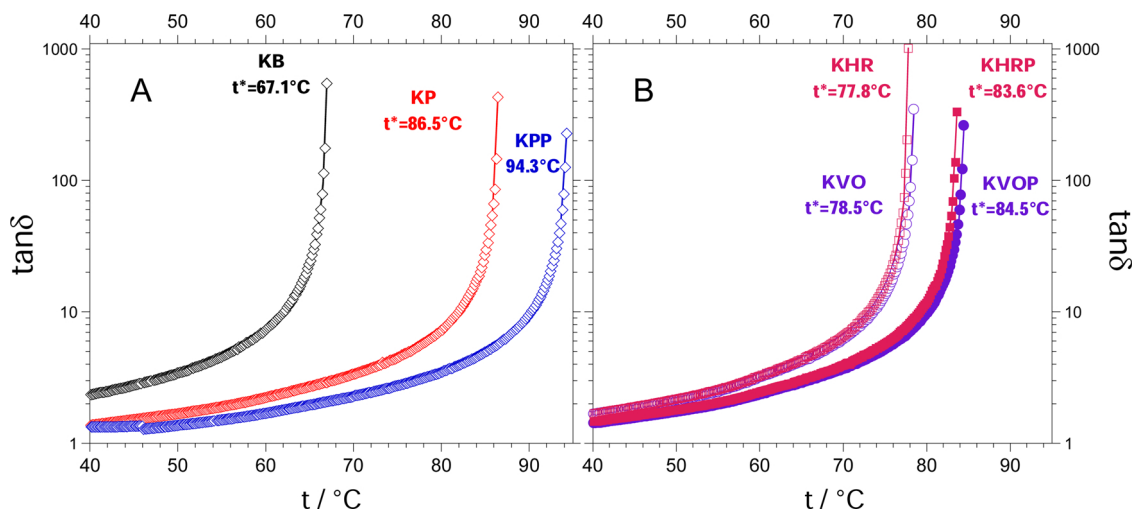 40 50 60 70 80 90
40 50 60 70 80 90
1000
100
10
1
tanδ
A
KB
t*=67.1°C
KP
t*=86.5°C
KPP
94.3°C
40 50 60 70 80 90
t / °C
B
KHR
t*=77.8°C
KHRP
t*=83.6°C
KVO
t*=78.5°C
KVOP
t*=84.5°C
1000
100
10
1
tanδ
40 50 60 70 80 90
t / °C